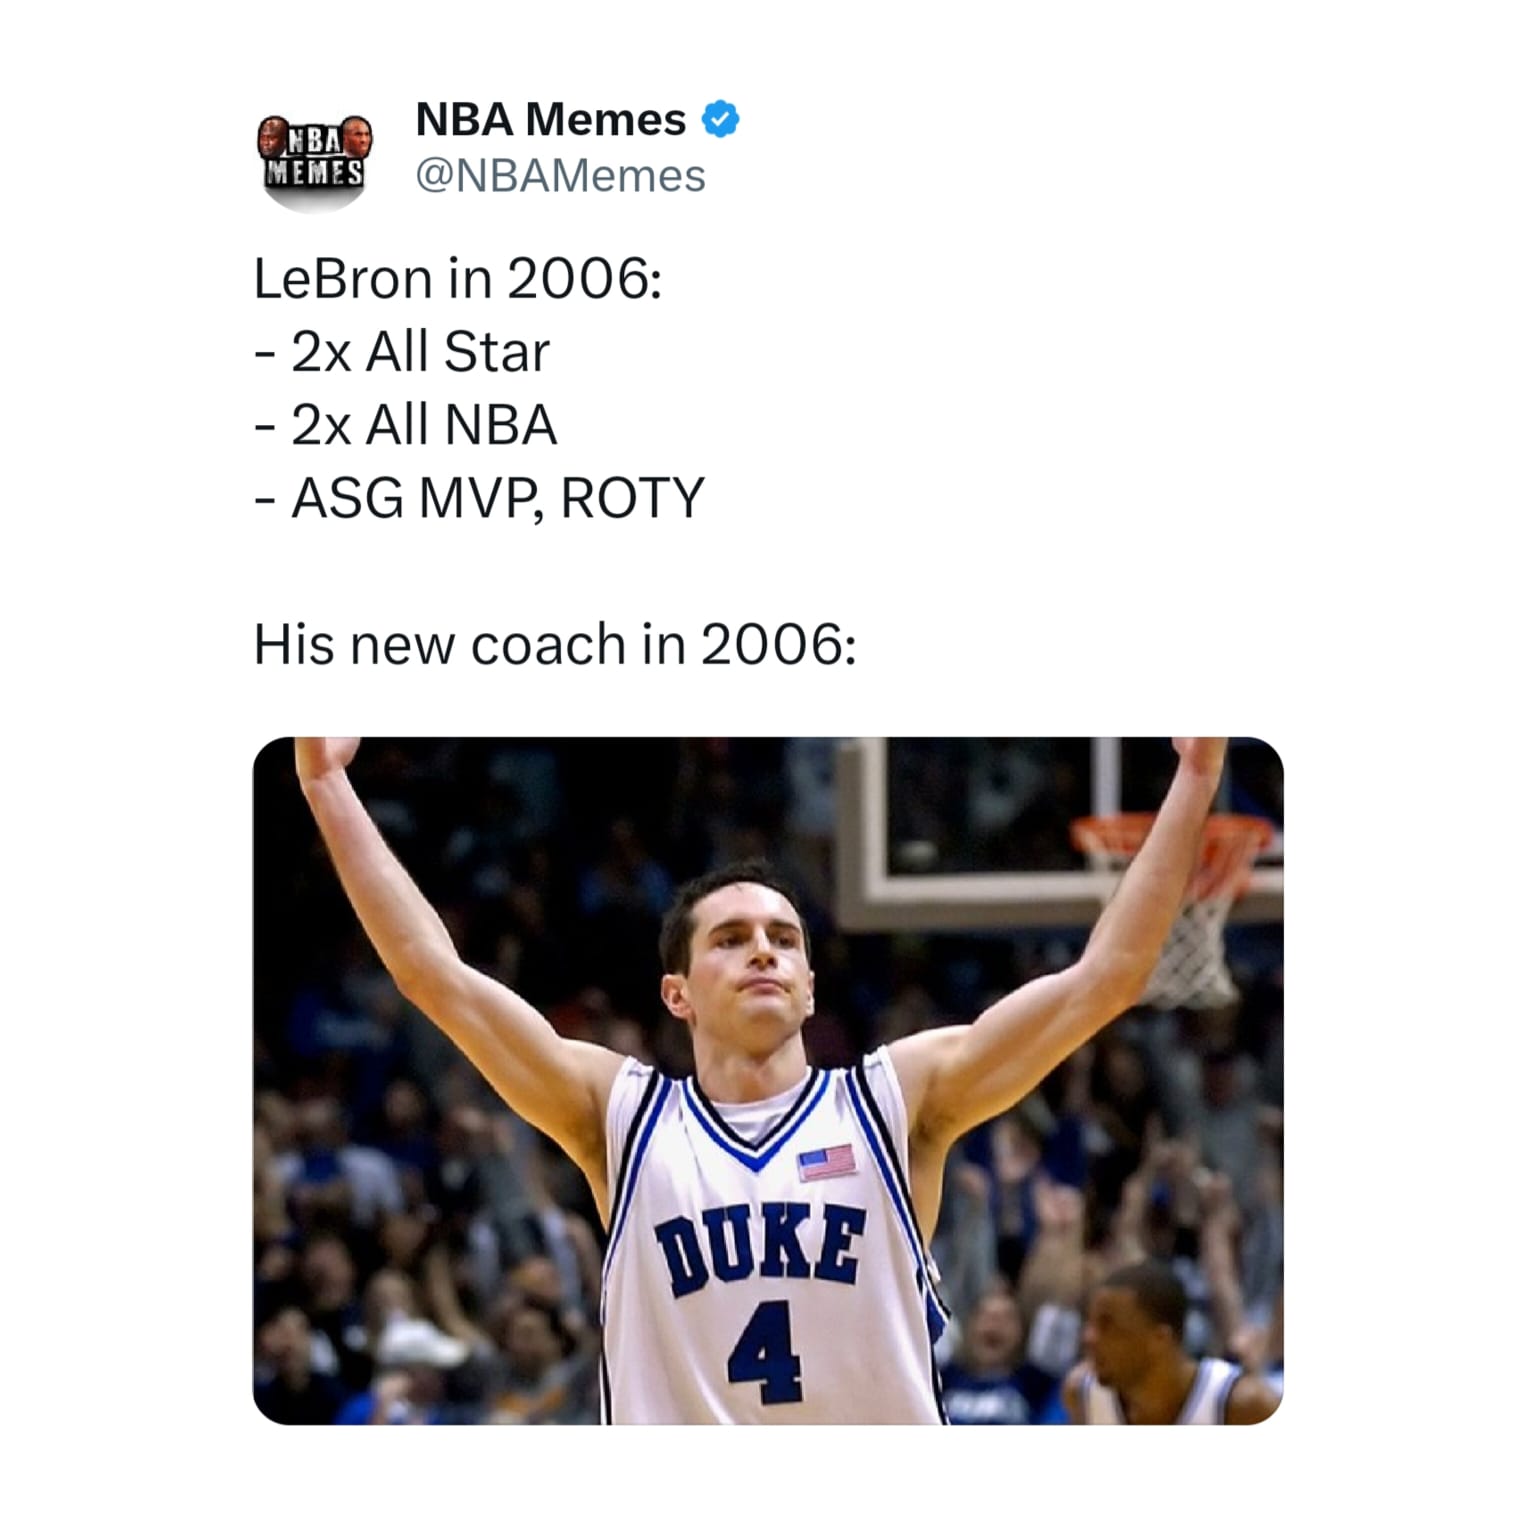 NBA
MEMES
NBA Memes
@NBAMemes
LeBron in 2006:
- 2x All Star
- 2x All NBA
- ASG MVP, ROTY
His new coach in 2006:
DUKE
4